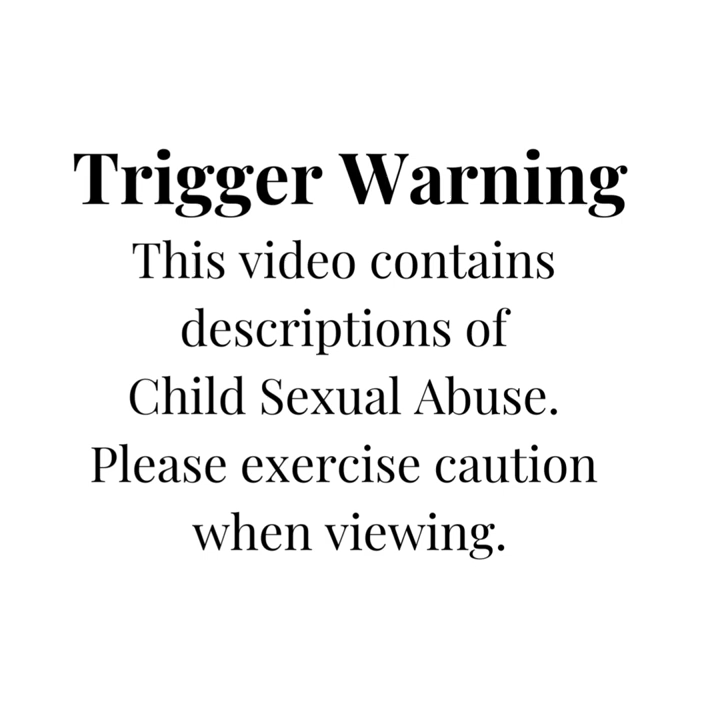 Trigger Warning
This video contains
descriptions of
Child Sexual Abuse.
Please exercise caution
when viewing.